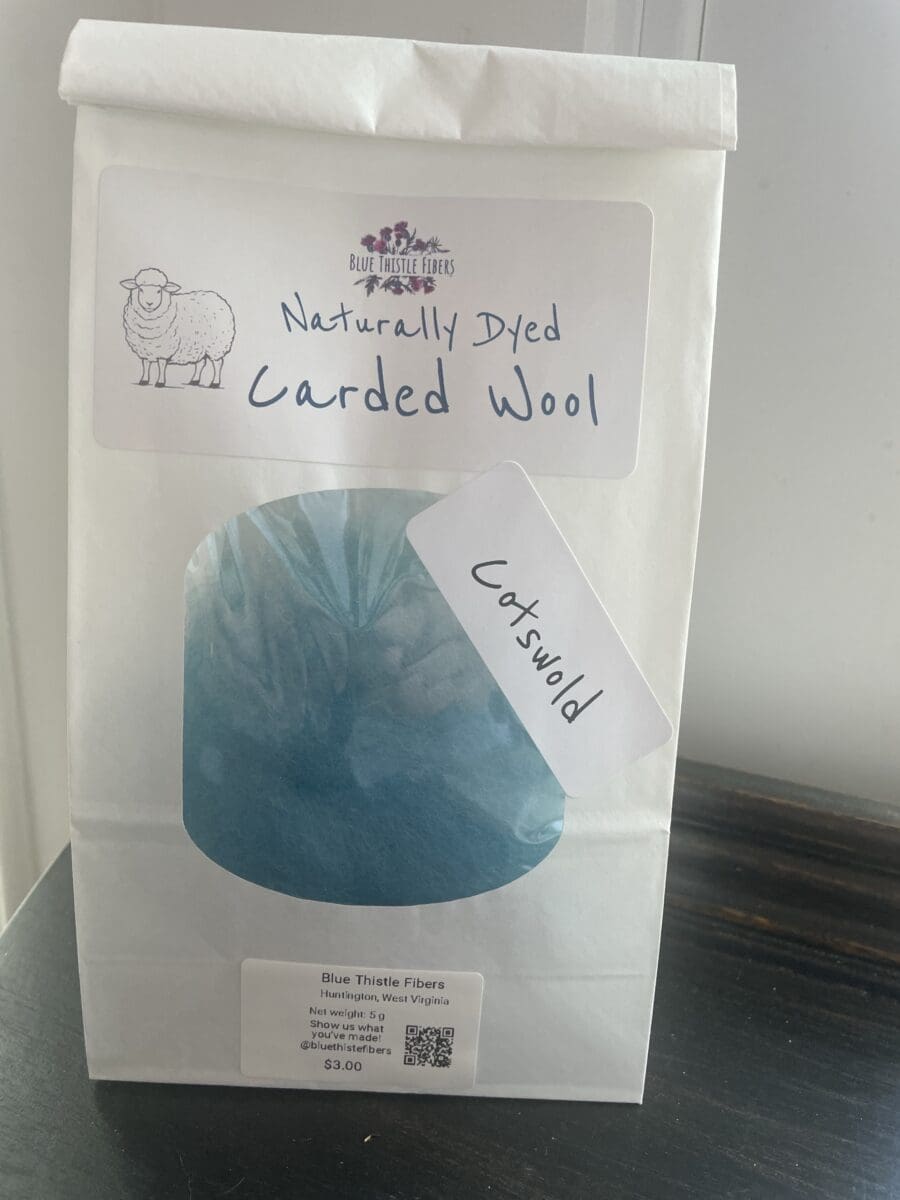 BLUE THISTLE FIBERS
Naturally Dyed
Carded Wool
Cotswold
Blue Thistle Fibers
Huntington, West Virginia
Net weight: 5 g
Show us what
you've made!
@bluethistefibers
$3.00